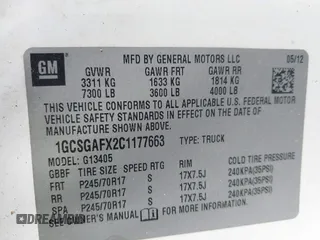 GM
MFD BY GENERAL MOTORS LLC
05/12
GVWR GAWR FRT GAWR RR
3311 KG 1633 KG 1814 KG
7300 LB 3600 LB 4000 LB
THIS VEHICLE CONFORMS TO ALL APPLICABLE U.S. FEDERAL MOTOR
VEHICLE SAFETY STANDARDS IN EFFECT ON THE DATE OF
MANUFACTURE SHOWN ABOVE.
1GCSGAFX2C1177663 TYPE: TRUCK
MODEL: G13405
GBBF TIRE SIZE SPEED RTG RIM COLD TIRE PRESSURE
FRT P245/70R17 S 17X7.5J 240KPA(35PSI)
RR P245/70R17 S 17X7.5J 240KPA(35PSI)
SPA P245/70R17 S 17X7.5J 240KPA(35PSI)
SEE OWNER'S MANUAL FOR ADDITIONAL INFORMATION